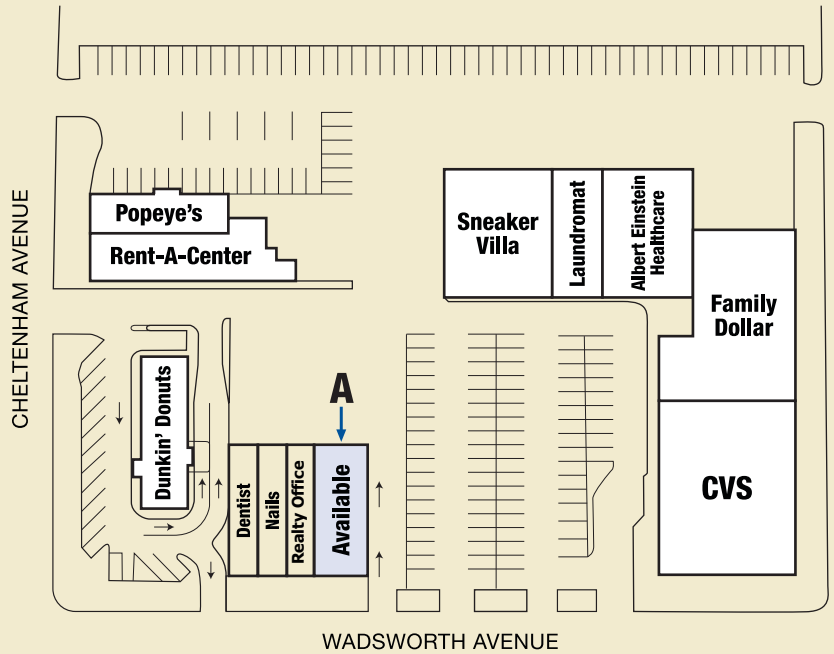 CHELTENHAM AVENUE
Popeye's
Rent-A-Center
Sneaker
Villa
Laundromat
Albert Einstein
Healthcare
Family
Dollar
Dunkin' Donuts
A
Dentist
Nails
Realty Office
Available
CVS
WADSWORTH AVENUE